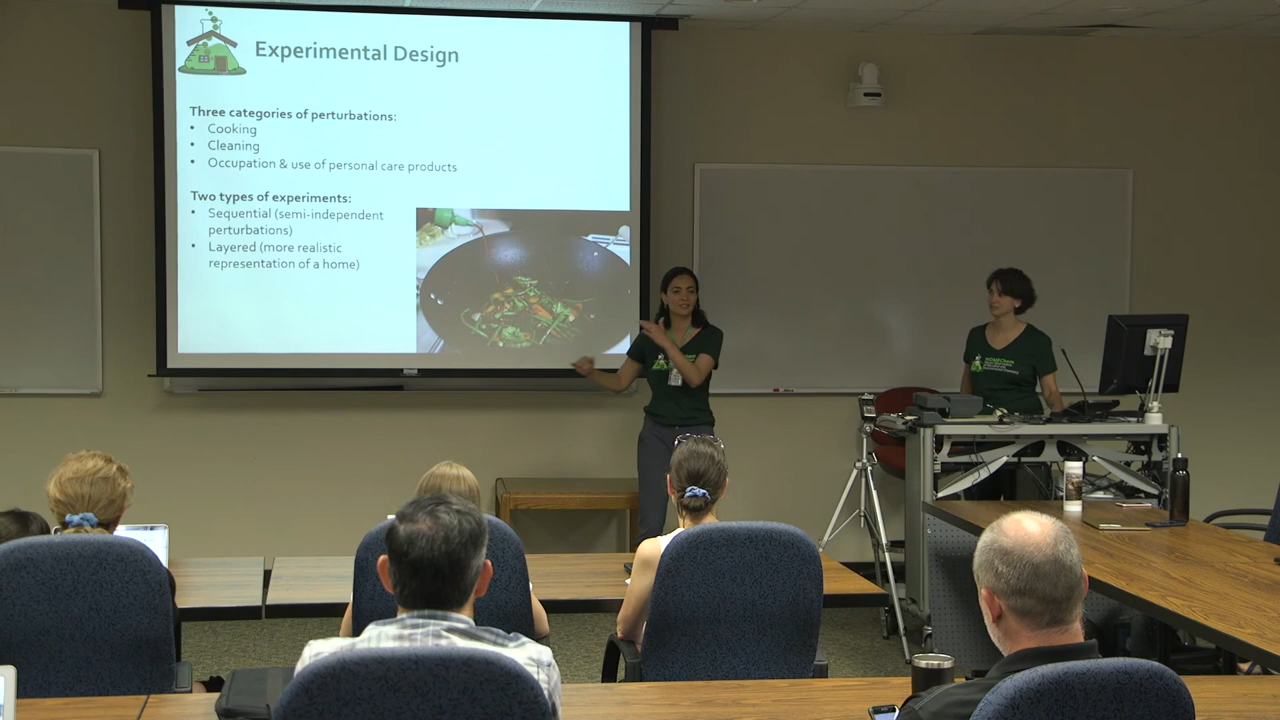 Experimental Design
Three categories of perturbations:
• Cooking
• Cleaning
• Occupation & use of personal care products
Two types of experiments:
• Sequential (semi-independent
perturbations)
• Layered (more realistic
representation of a home)
HOMEChem